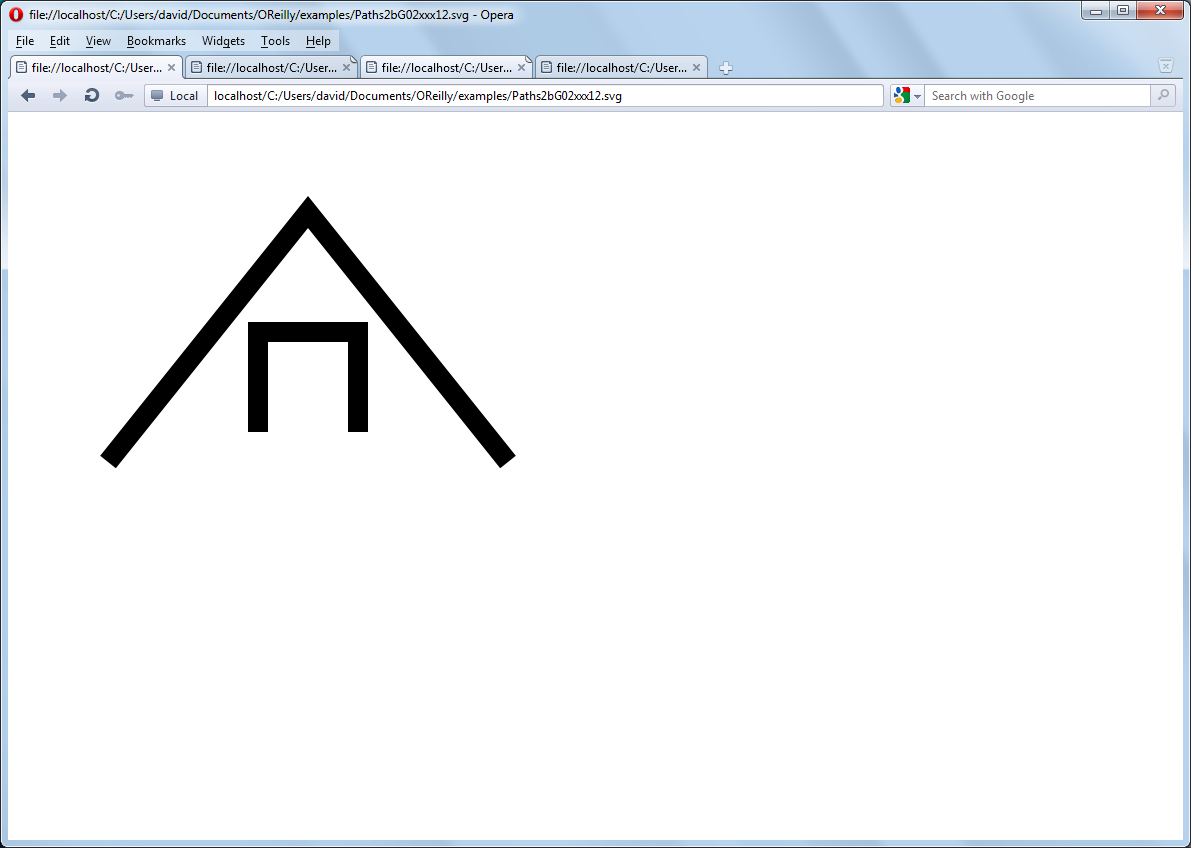 file://localhost/C:/Users/david/Documents/OReilly/examples/Paths2bG02xxx12.svg - Opera
File Edit View Bookmarks Widgets Tools Help
file://localhost/C:/User... file://localhost/C:/User... file://localhost/C:/User... file://localhost/C:/User...
Local localhost/C:/Users/david/Documents/OReilly/examples/Paths2bG02xxx12.svg Search with Google